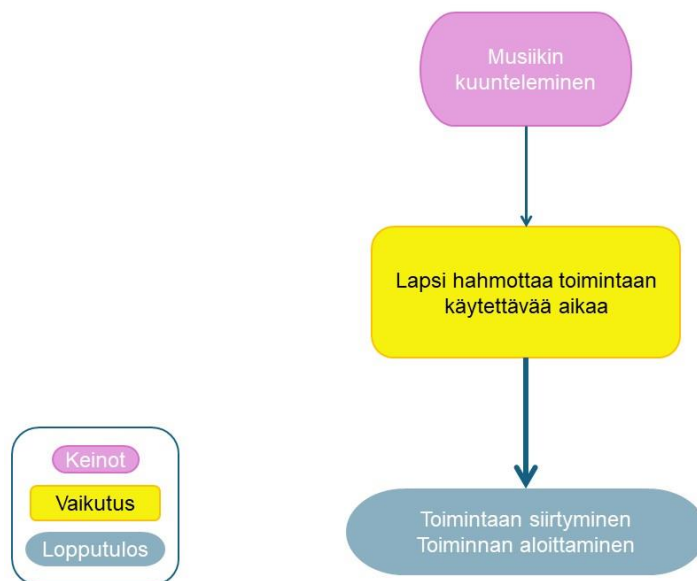 Musiikin
kuunteleminen
Lapsi hahmottaa toimintaan
käytettävää aikaa
Keinot
Vaikutus
Lopputulos
Toimintaan siirtyminen
Toiminnan aloittaminen